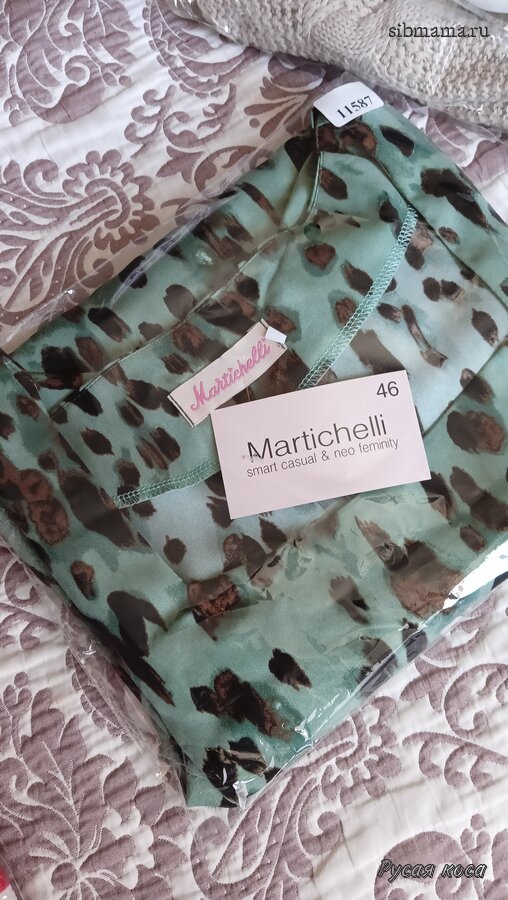 sibmama.ru
11587
Martichelli
46
Martichelli
smart casual & neo feminity
Русая коса